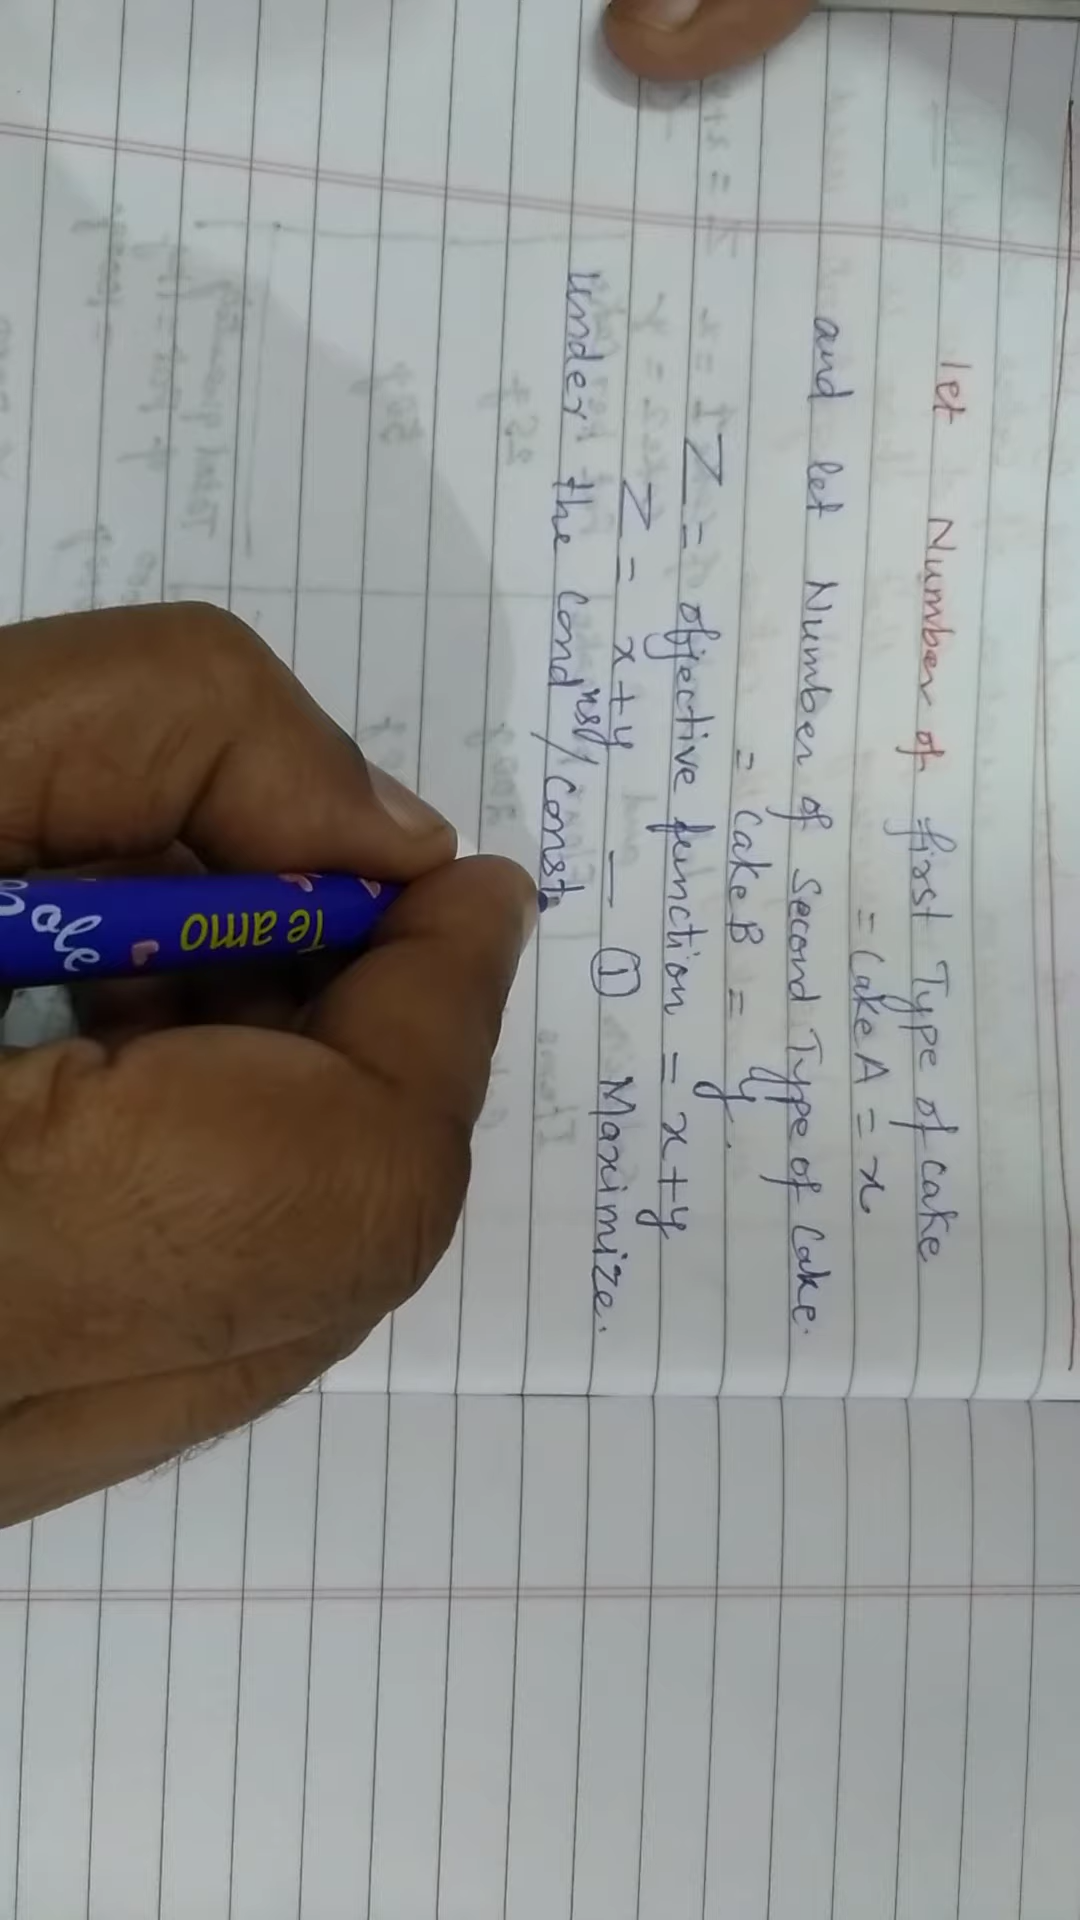 let Number of first Type of cake
= Cake A = x
and let Number of Second Type of Cake.
= Cake B = y.
Z = objective function = x+y
Z = x+y — ① Maximize.
under the condⁿˢ/const
Te amo